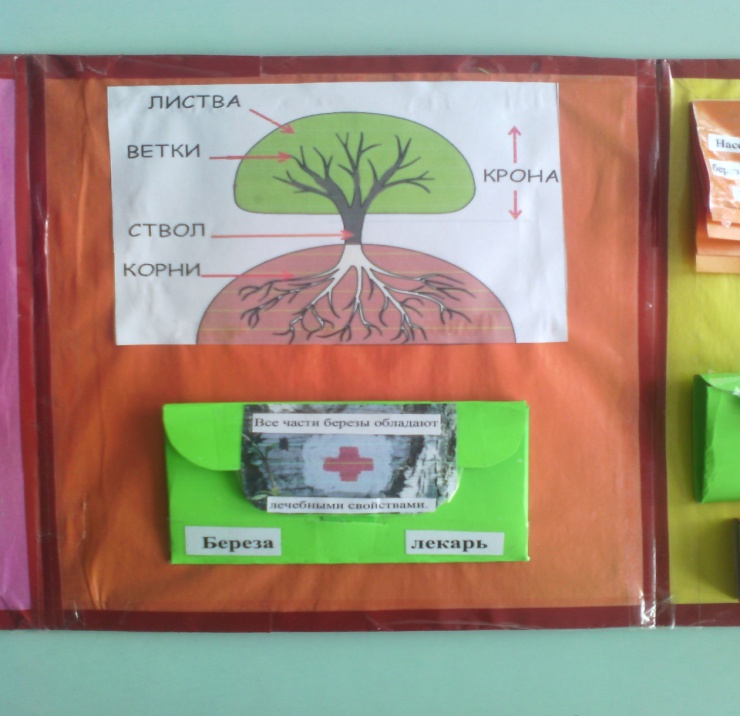 ЛИСТВА
ВЕТКИ
КРОНА
СТВОЛ
КОРНИ
Все части березы обладают
лечебными свойствами.
Береза лекарь